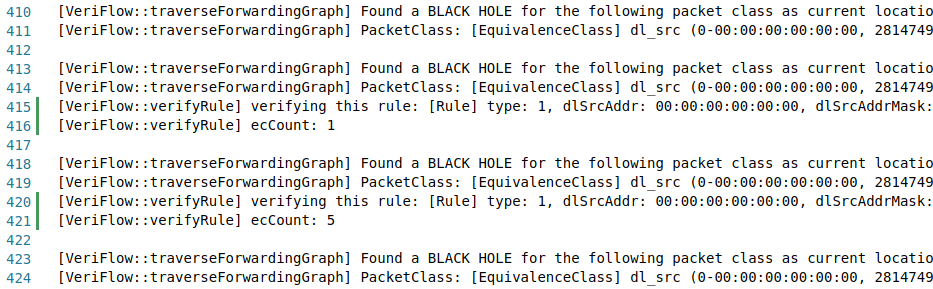 410 [VeriFlow::traverseForwardingGraph] Found a BLACK HOLE for the following packet class as current locatio
411 [VeriFlow::traverseForwardingGraph] PacketClass: [EquivalenceClass] dl_src (0-00:00:00:00:00:00, 2814749
412
413 [VeriFlow::traverseForwardingGraph] Found a BLACK HOLE for the following packet class as current locatio
414 [VeriFlow::traverseForwardingGraph] PacketClass: [EquivalenceClass] dl_src (0-00:00:00:00:00:00, 2814749
415 [VeriFlow::verifyRule] verifying this rule: [Rule] type: 1, dlSrcAddr: 00:00:00:00:00:00, dlSrcAddrMask:
416 [VeriFlow::verifyRule] ecCount: 1
417
418 [VeriFlow::traverseForwardingGraph] Found a BLACK HOLE for the following packet class as current locatio
419 [VeriFlow::traverseForwardingGraph] PacketClass: [EquivalenceClass] dl_src (0-00:00:00:00:00:00, 2814749
420 [VeriFlow::verifyRule] verifying this rule: [Rule] type: 1, dlSrcAddr: 00:00:00:00:00:00, dlSrcAddrMask:
421 [VeriFlow::verifyRule] ecCount: 5
422
423 [VeriFlow::traverseForwardingGraph] Found a BLACK HOLE for the following packet class as current locatio
424 [VeriFlow::traverseForwardingGraph] PacketClass: [EquivalenceClass] dl_src (0-00:00:00:00:00:00, 2814749